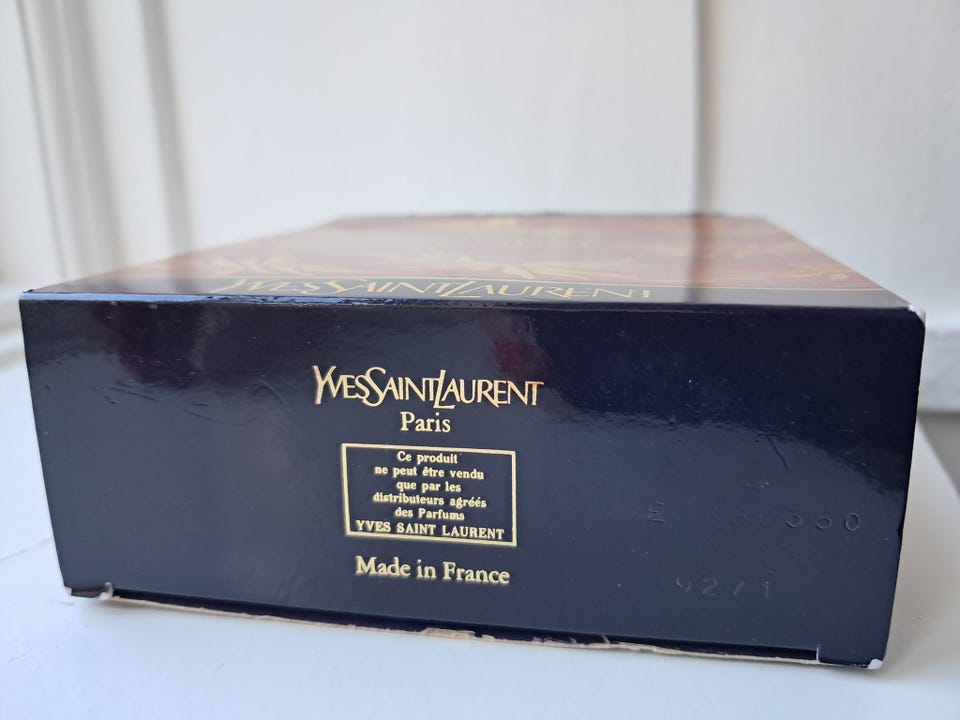 YVESSAINTLAURENT
YVESSAINTLAURENT
Paris
Ce produit
ne peut être vendu
que par les
distributeurs agréés
des Parfums
YVES SAINT LAURENT
Made in France
E
9271